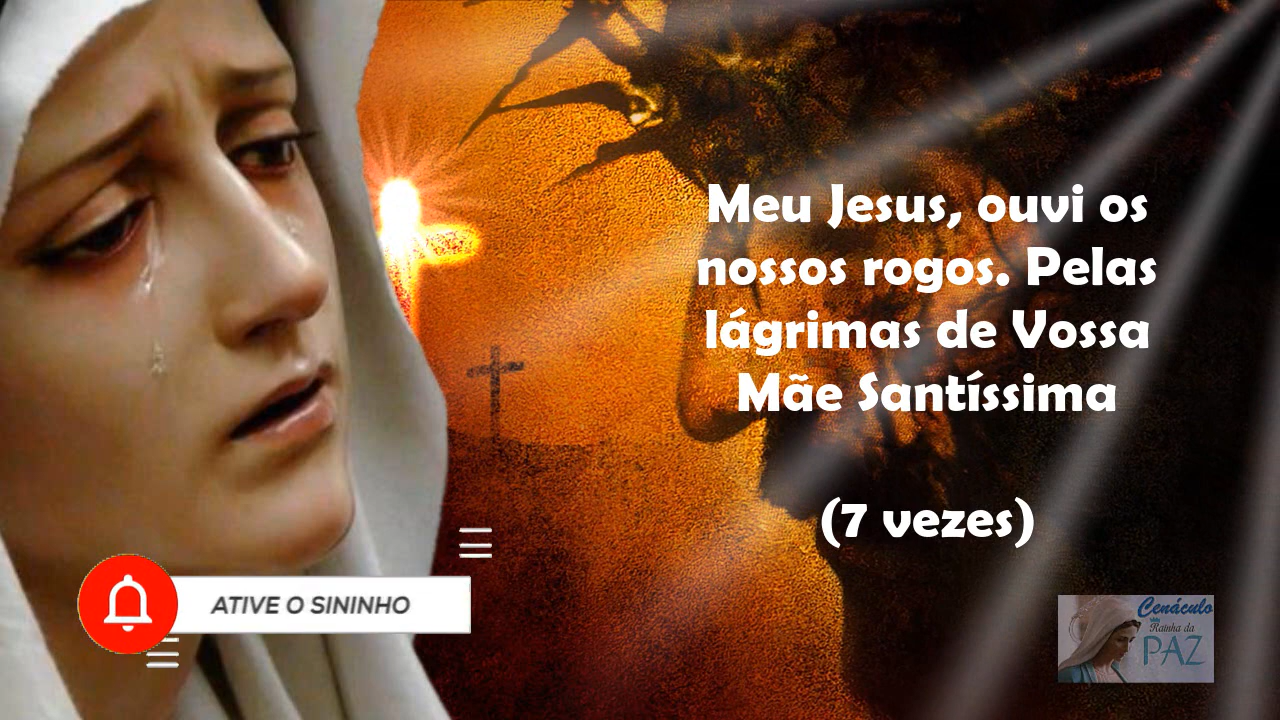 Meu Jesus, ouvi os
nossos rogos. Pelas
lágrimas de Vossa
Mãe Santíssima
(7 vezes)
ATIVE O SININHO
Cenáculo
Rainha da
PAZ